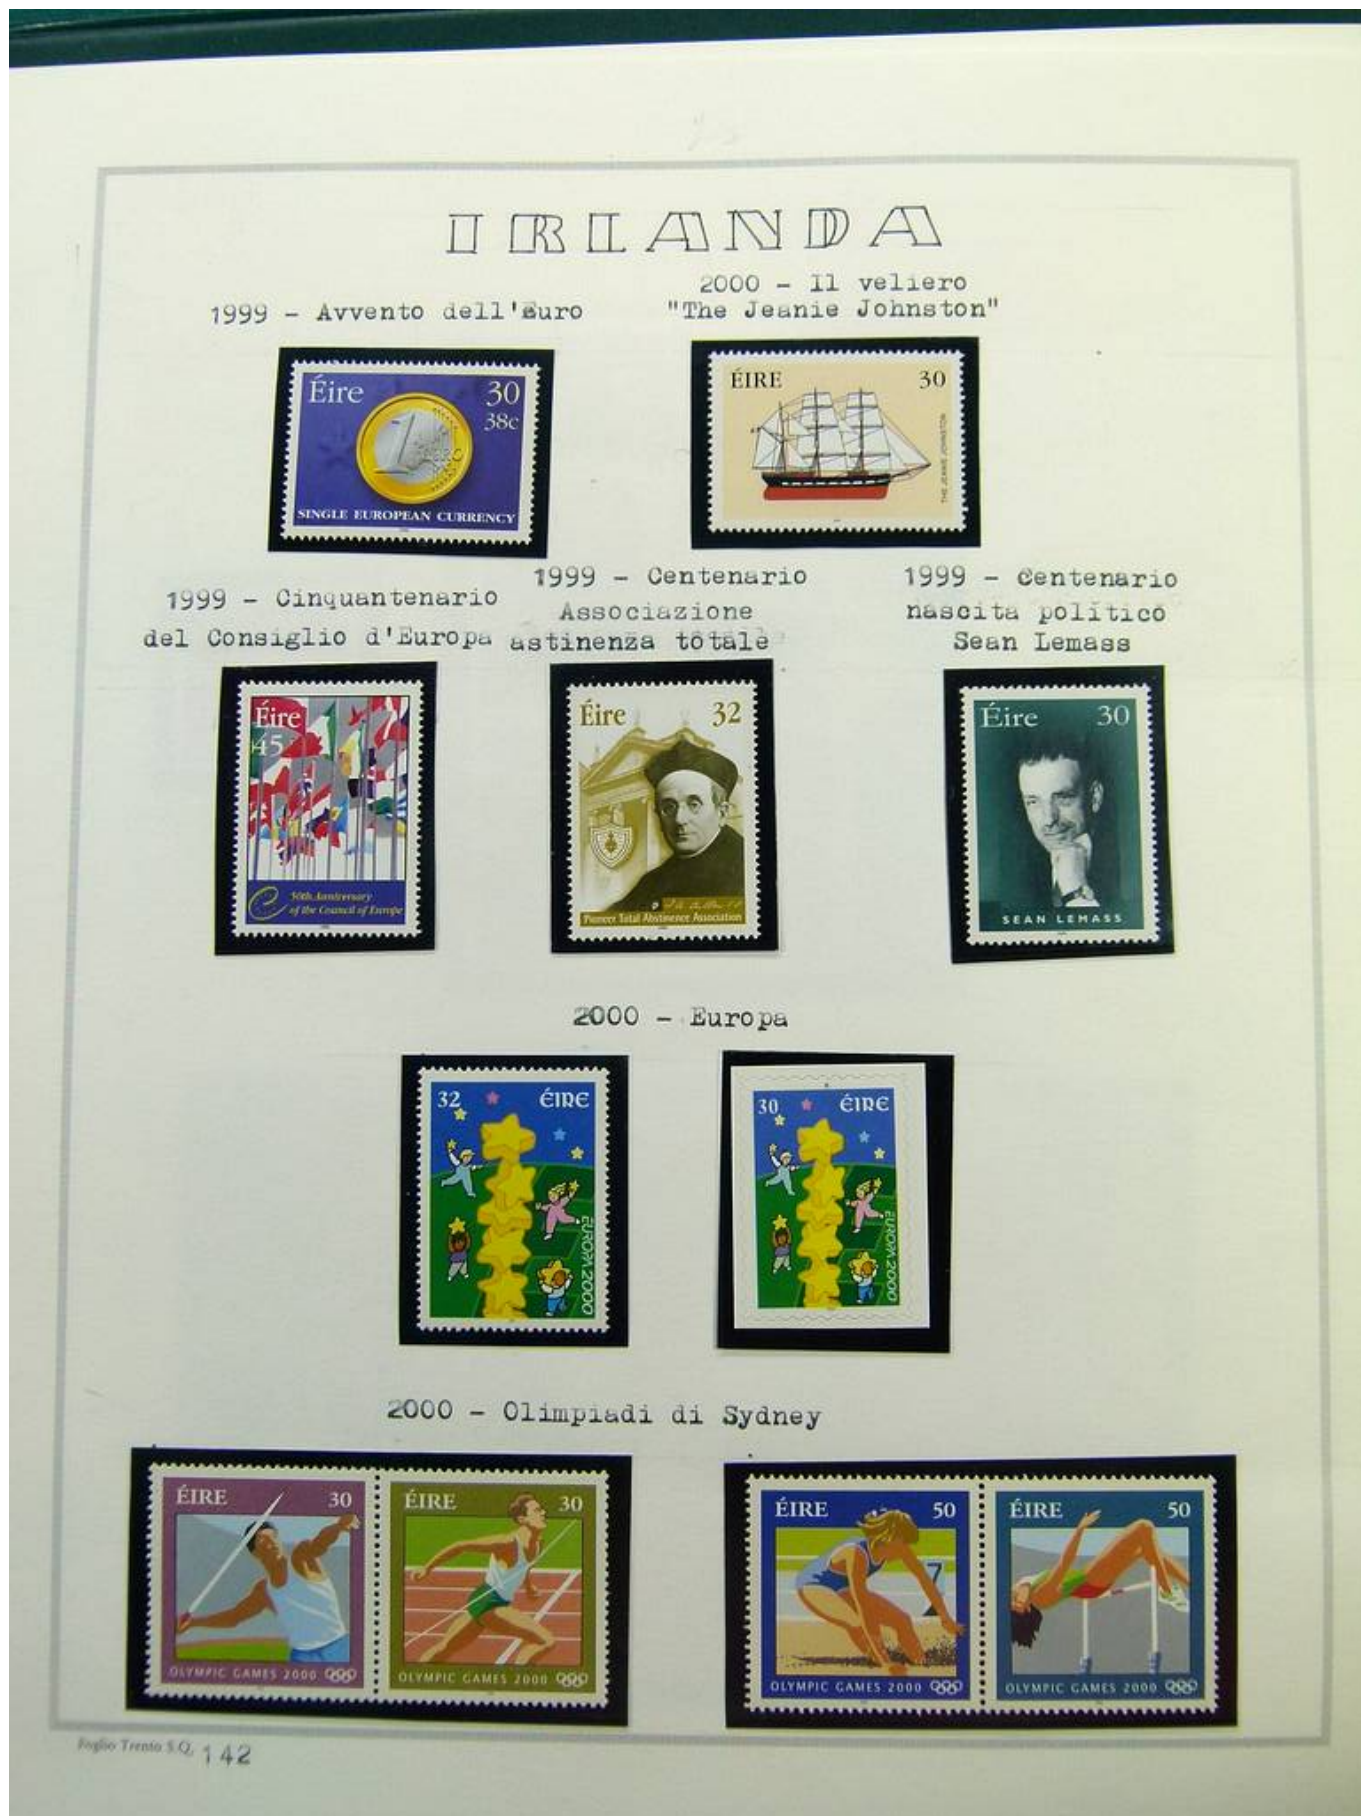 IRLANDA
1999 - Avvento dell'Euro
2000 - Il veliero
"The Jeanie Johnston"
Éire 30
38c
1 EURO
SINGLE EUROPEAN CURRENCY
ÉIRE 30
THE JEANIE JOHNSTON
1999 - Cinquantenario
del Consiglio d'Europa
1999 - Centenario
Associazione
astinenza totale
1999 - Centenario
nascita politico
Sean Lemass
Éire
45
50th Anniversary
of the Council of Europe
Éire 32
Pioneer Total Abstinence Association
Éire 30
SEAN LEMASS
2000 - Europa
32 ÉIRE
EUROPA 2000
30 ÉIRE
EUROPA 2000
2000 - Olimpiadi di Sydney
ÉIRE 30
OLYMPIC GAMES 2000
ÉIRE 30
OLYMPIC GAMES 2000
ÉIRE 50
7
OLYMPIC GAMES 2000
ÉIRE 50
OLYMPIC GAMES 2000
Foglio Trento S.Q. 142